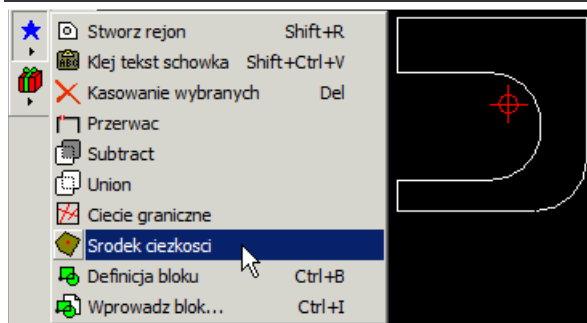 Stworz rejon Shift+R
Klej tekst schowka Shift+Ctrl+V
Kasowanie wybranych Del
Przerwac
Subtract
Union
Ciecie graniczne
Srodek ciezkosci
Definicja bloku Ctrl+B
Wprowadz blok... Ctrl+I